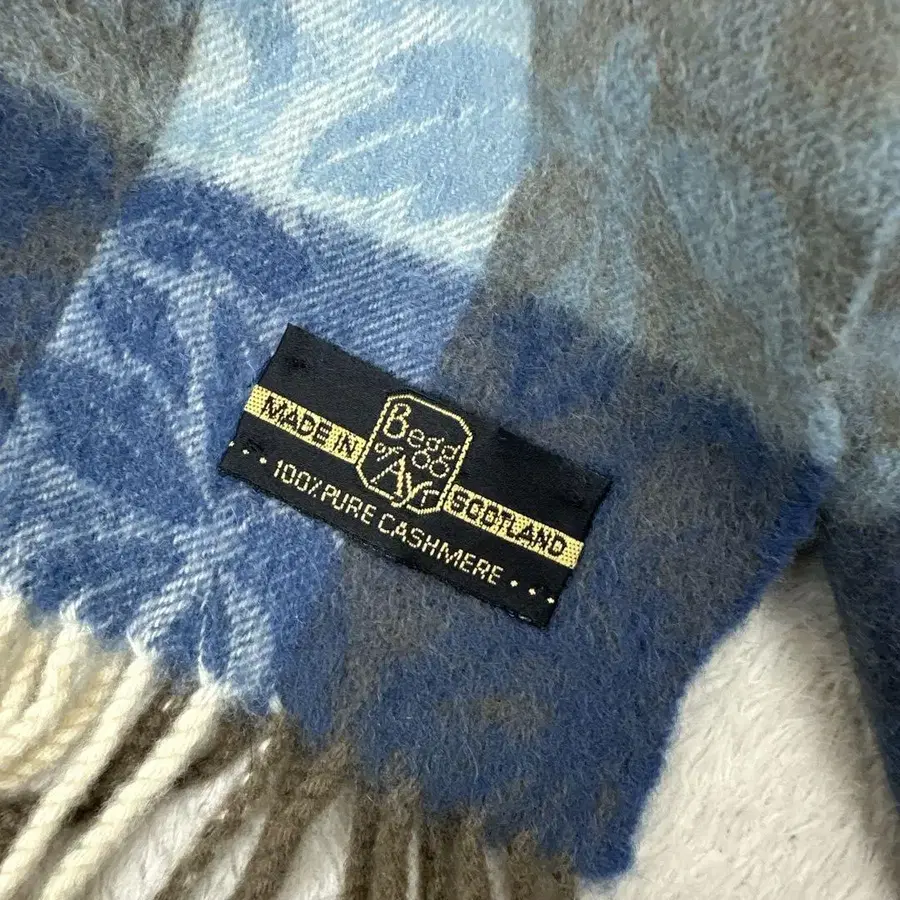 Begg
of
Ayr
MADE IN SCOTLAND
100% PURE CASHMERE